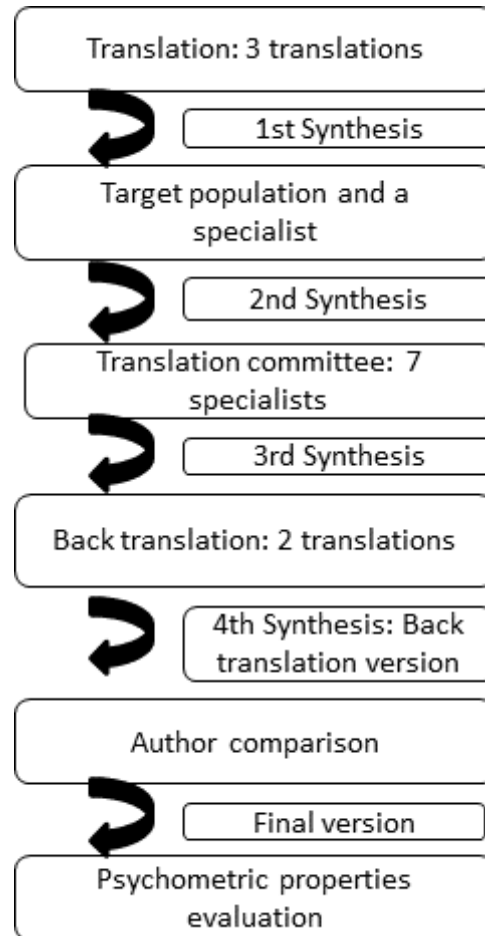 Translation: 3 translations
1st Synthesis
Target population and a
specialist
2nd Synthesis
Translation committee: 7
specialists
3rd Synthesis
Back translation: 2 translations
4th Synthesis: Back
translation version
Author comparison
Final version
Psychometric properties
evaluation